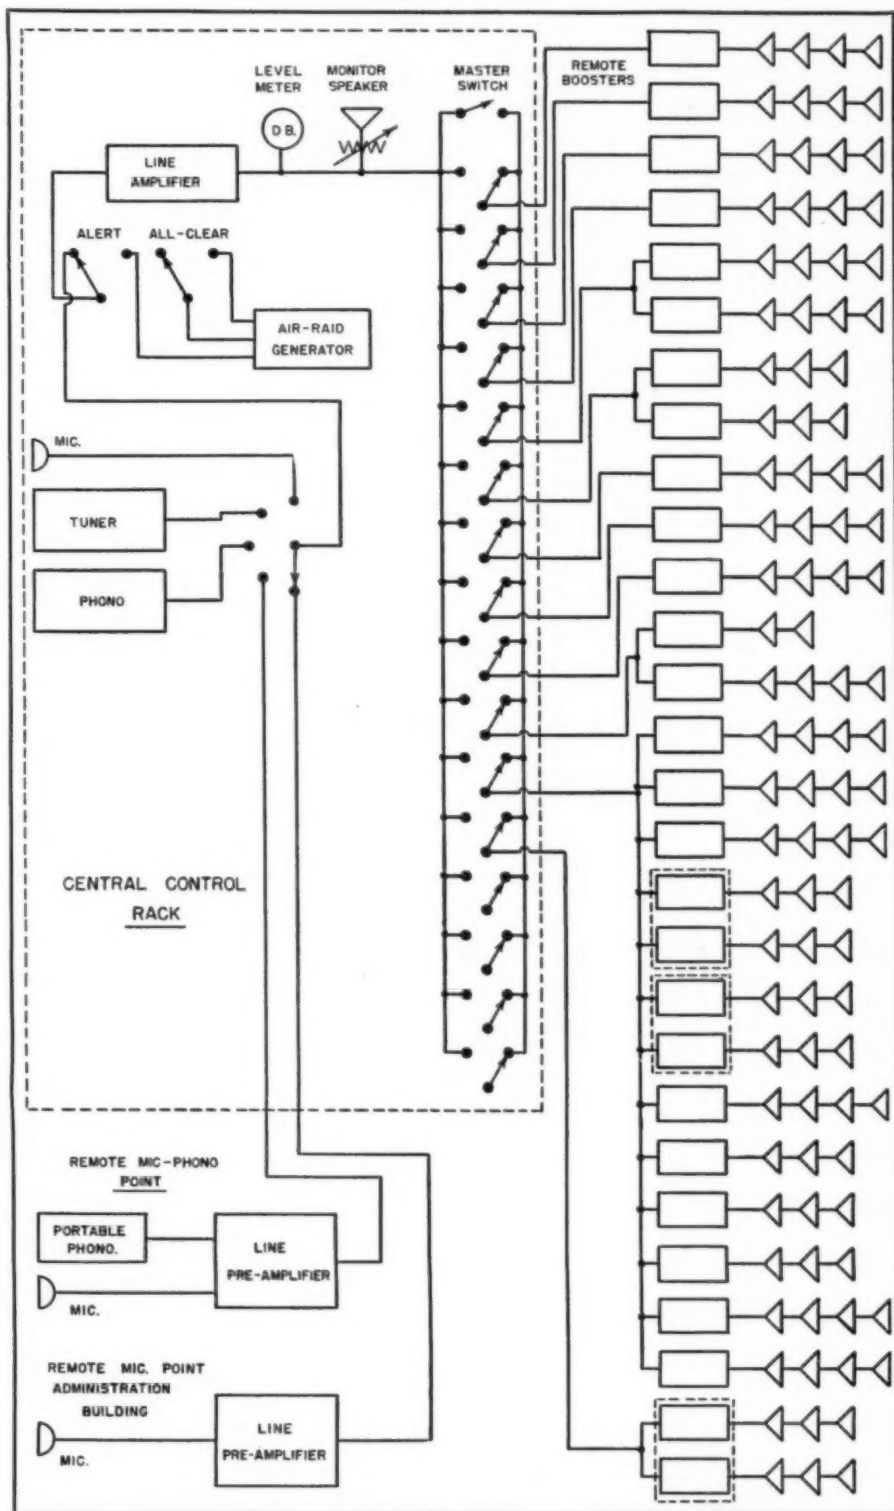 LEVEL
METER
MONITOR
SPEAKER
MASTER
SWITCH
REMOTE
BOOSTERS
D.B.
LINE
AMPLIFIER
ALERT
ALL-CLEAR
AIR-RAID
GENERATOR
MIC.
TUNER
PHONO
CENTRAL CONTROL
RACK
REMOTE MIC-PHONO
POINT
PORTABLE
PHONO.
LINE
PRE-AMPLIFIER
MIC.
REMOTE MIC. POINT
ADMINISTRATION
BUILDING
LINE
PRE-AMPLIFIER
MIC.